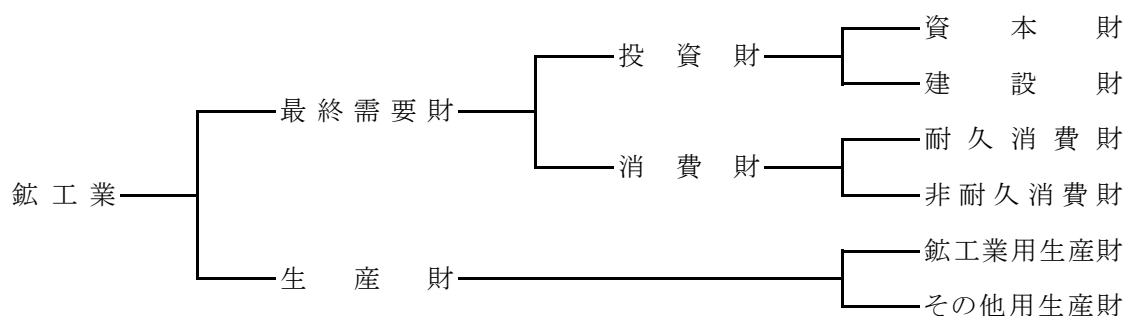 資本財
投資財
建設財
最終需要財
耐久消費財
消費財
鉱工業
非耐久消費財
鉱工業用生産財
生産財
その他用生産財